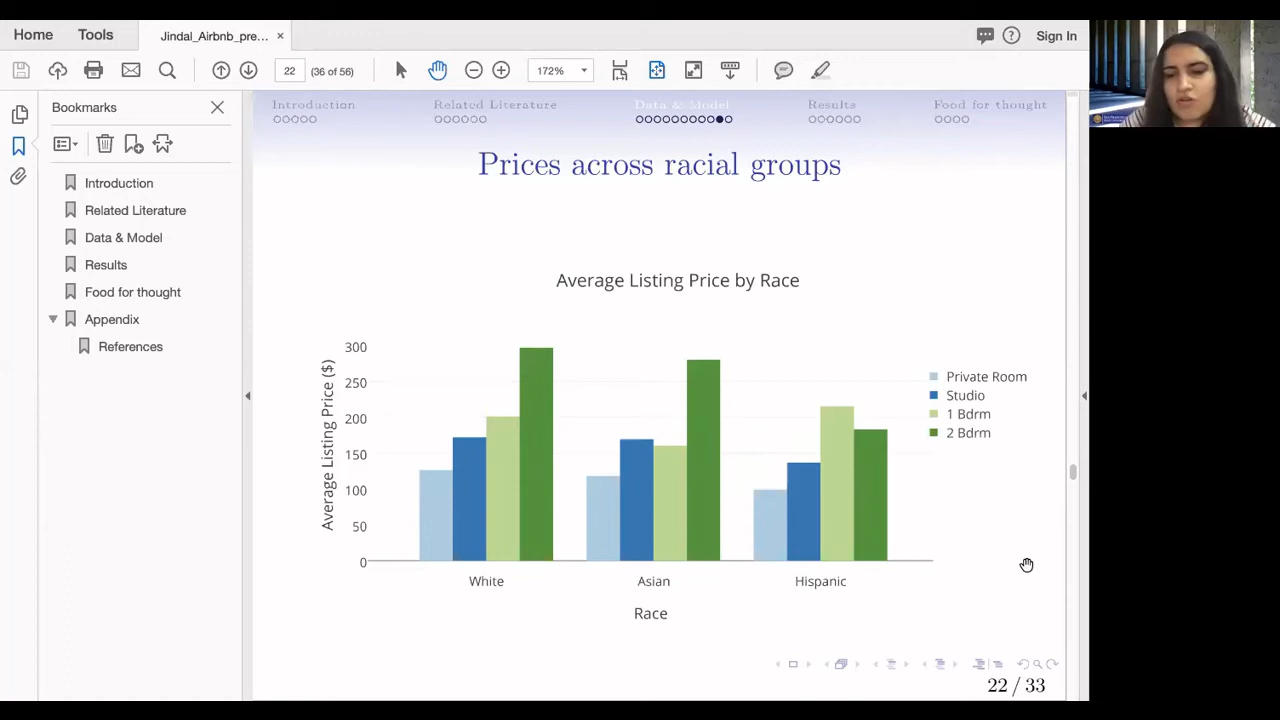 Home Tools Jindal_Airbnb_pre... × Sign In
22 (36 of 56) 172%
Bookmarks
Introduction
Related Literature
Data & Model
Results
Food for thought
Appendix
References
Introduction Related Literature Data & Model Results Food for thought
Prices across racial groups
Average Listing Price by Race
Average Listing Price ($)
300
250
200
150
100
50
0
White Asian Hispanic
Race
Private Room
Studio
1 Bdrm
2 Bdrm
22 / 33